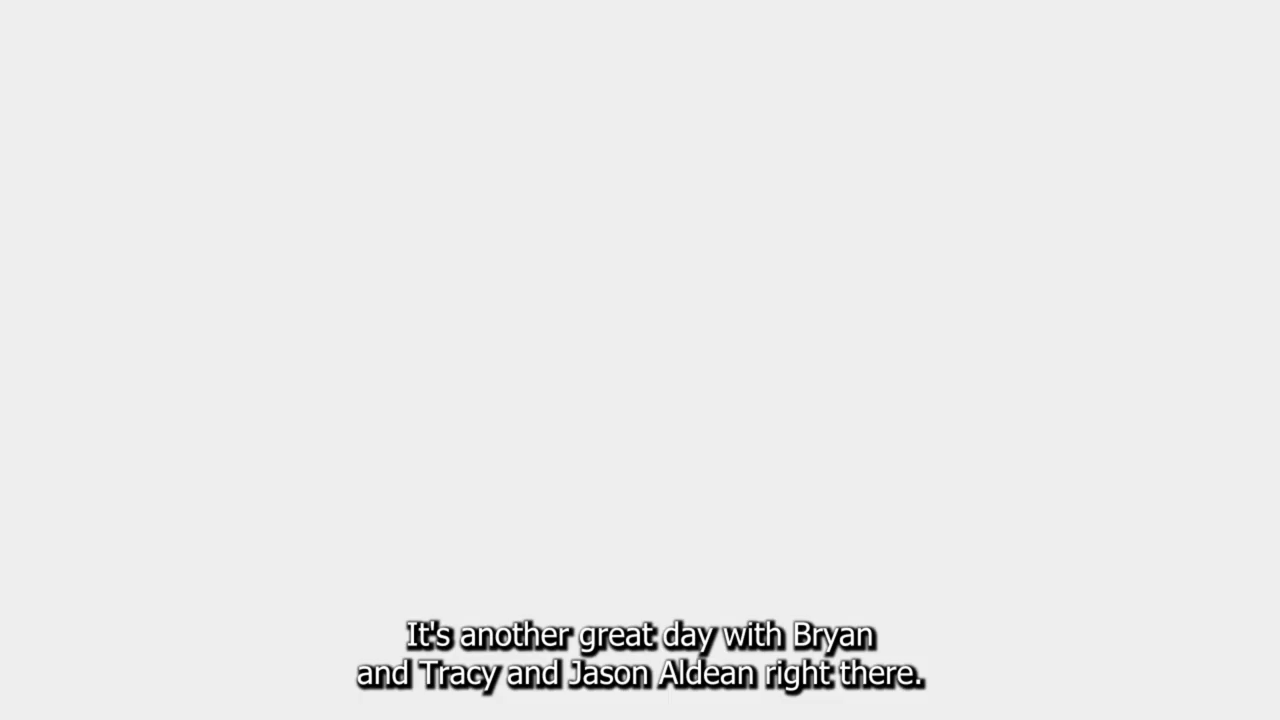 It's another great day with Bryan
and Tracy and Jason Aldean right there.